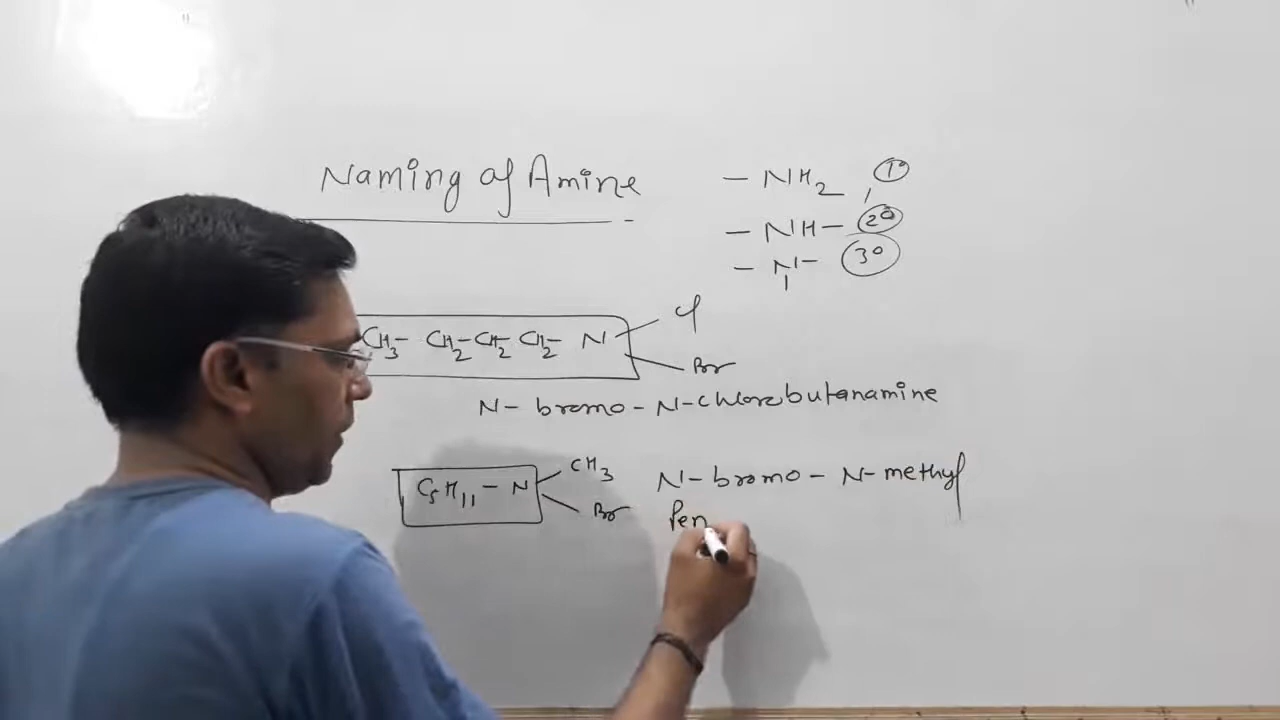 Naming of Amine
- NH2 1°
- NH- 2°
- N- 3°
Cl
CH3- CH2-CH2 CH2- N
Br
N- bromo - N-chlorobutanamine
CH3
C5H11 - N
Br
N-bromo - N-methyl
Pen